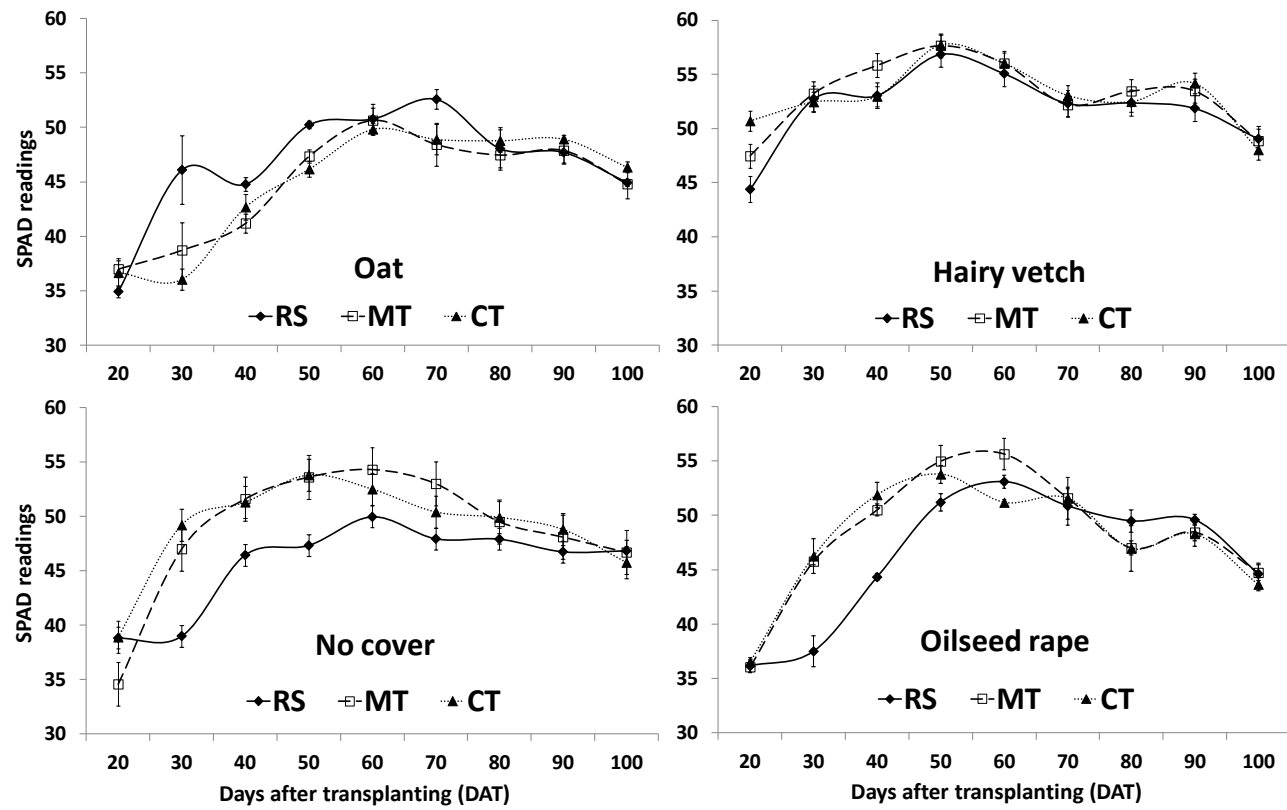 60
55
50
45
40
35
30
SPAD readings
Oat
RS MT CT
20 30 40 50 60 70 80 90 100
60
55
50
45
40
35
30
Hairy vetch
RS MT CT
20 30 40 50 60 70 80 90 100
60
55
50
45
40
35
30
SPAD readings
No cover
RS MT CT
20 30 40 50 60 70 80 90 100
Days after transplanting (DAT)
60
55
50
45
40
35
30
Oilseed rape
RS MT CT
20 30 40 50 60 70 80 90 100
Days after transplanting (DAT)